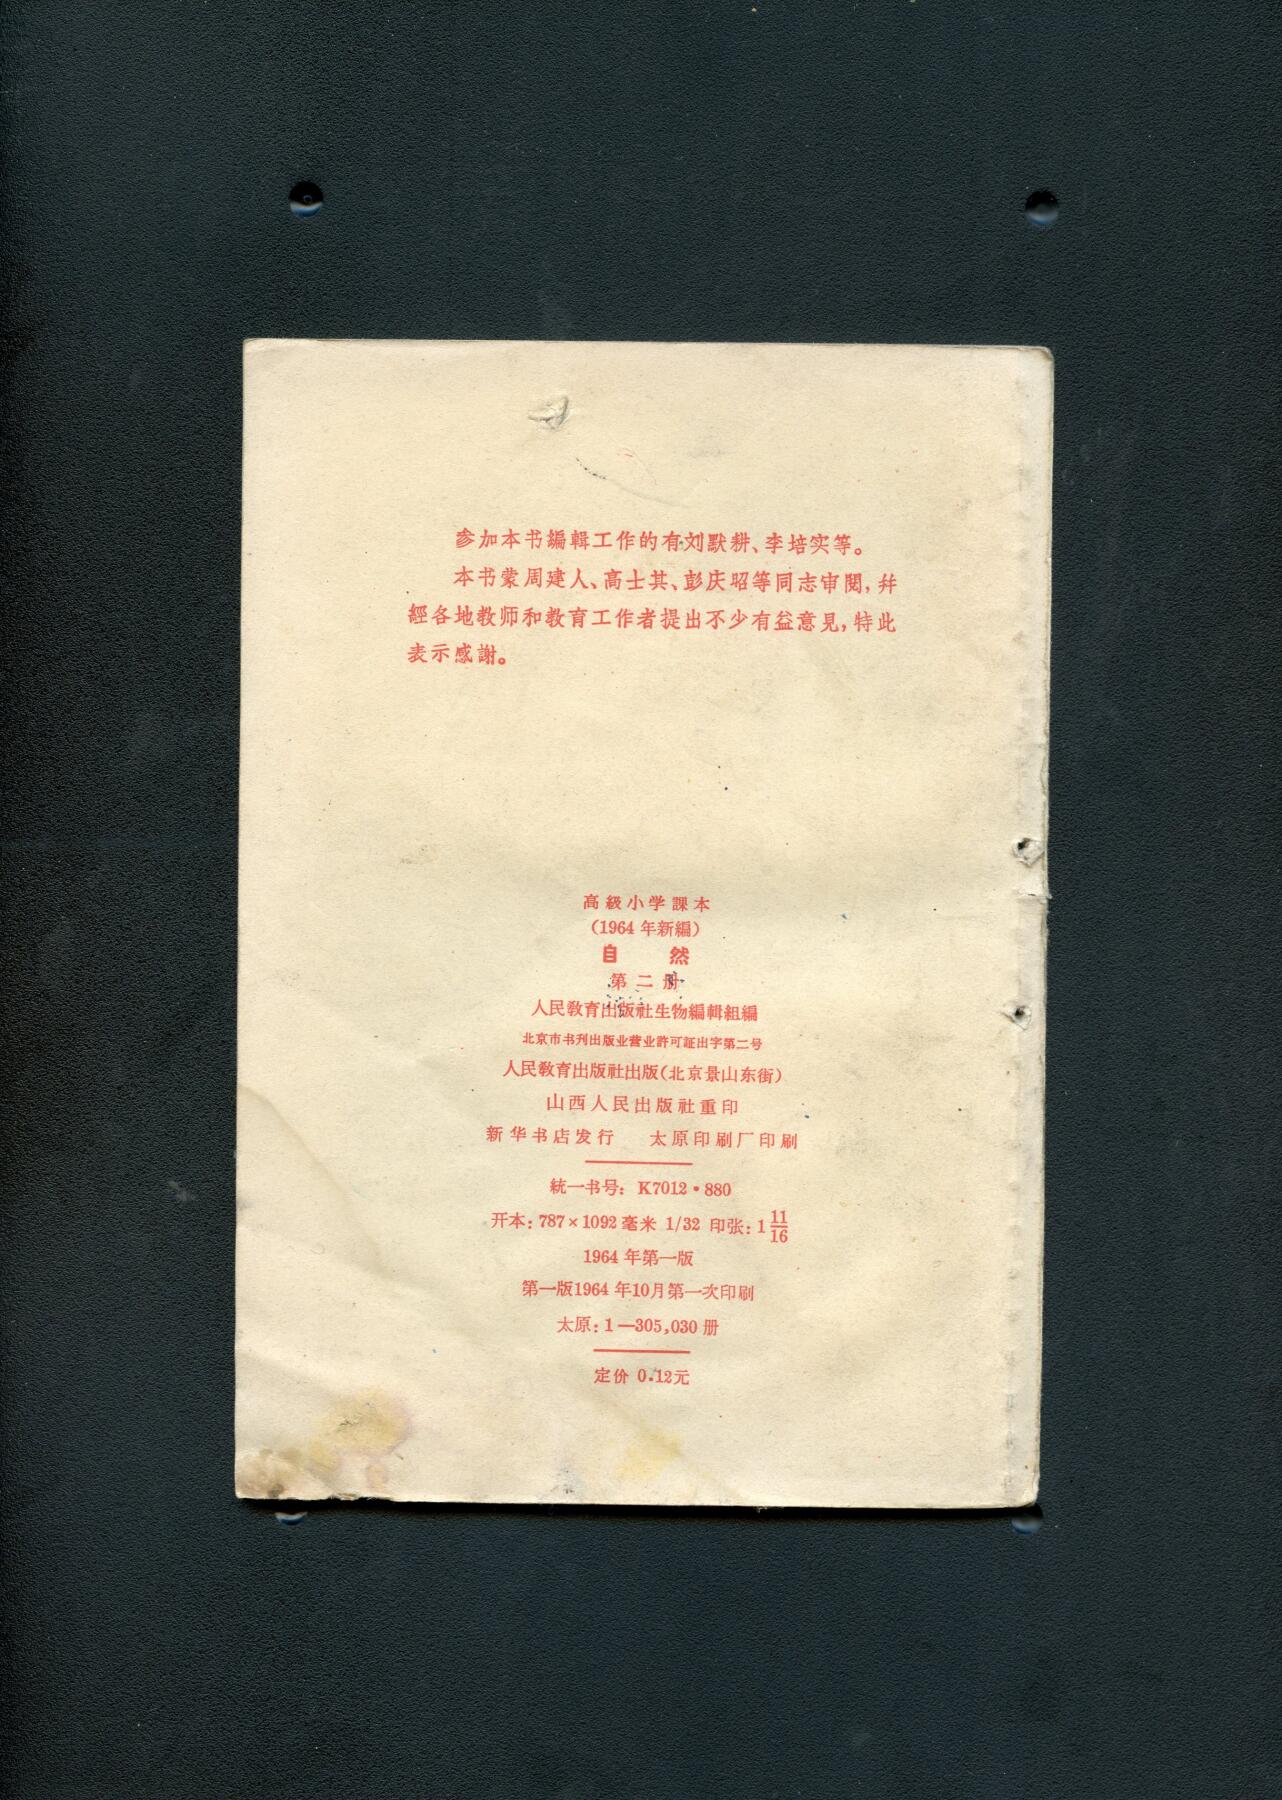 参加本书編輯工作的有刘默耕、李培实等。
本书蒙周建人、高士其、彭庆昭等同志审閱,幷
經各地敎师和敎育工作者提出不少有益意見,特此
表示感謝。
高級小学課本
(1964年新編)
自 然
第二册
人民敎育出版社生物編輯組編
北京市书刊出版业营业許可証出字第二号
人民敎育出版社出版(北京景山东街)
山西人民出版社重印
新华书店发行 太原印刷厂印刷
統一书号: K7012·880
开本: 787×1092毫米 1/32 印张: 1 11/16
1964年第一版
第一版1964年10月第一次印刷
太原: 1—305,030册
定价 0.12元